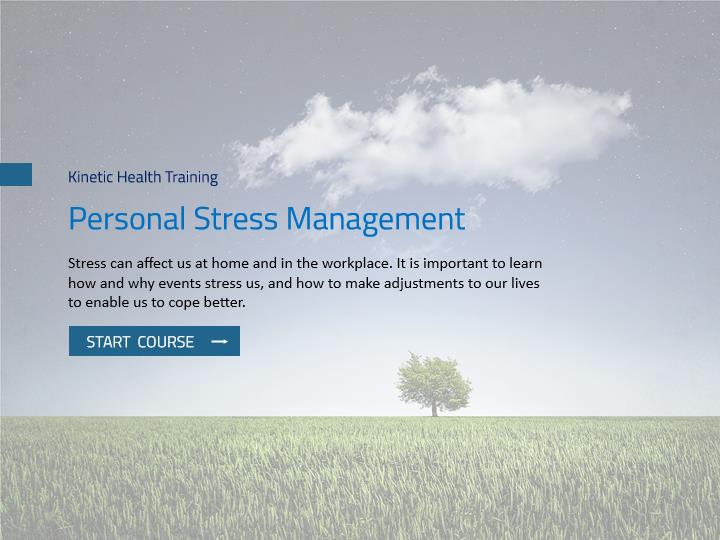 Kinetic Health Training
Personal Stress Management
Stress can affect us at home and in the workplace. It is important to learn
how and why events stress us, and how to make adjustments to our lives
to enable us to cope better.
START COURSE